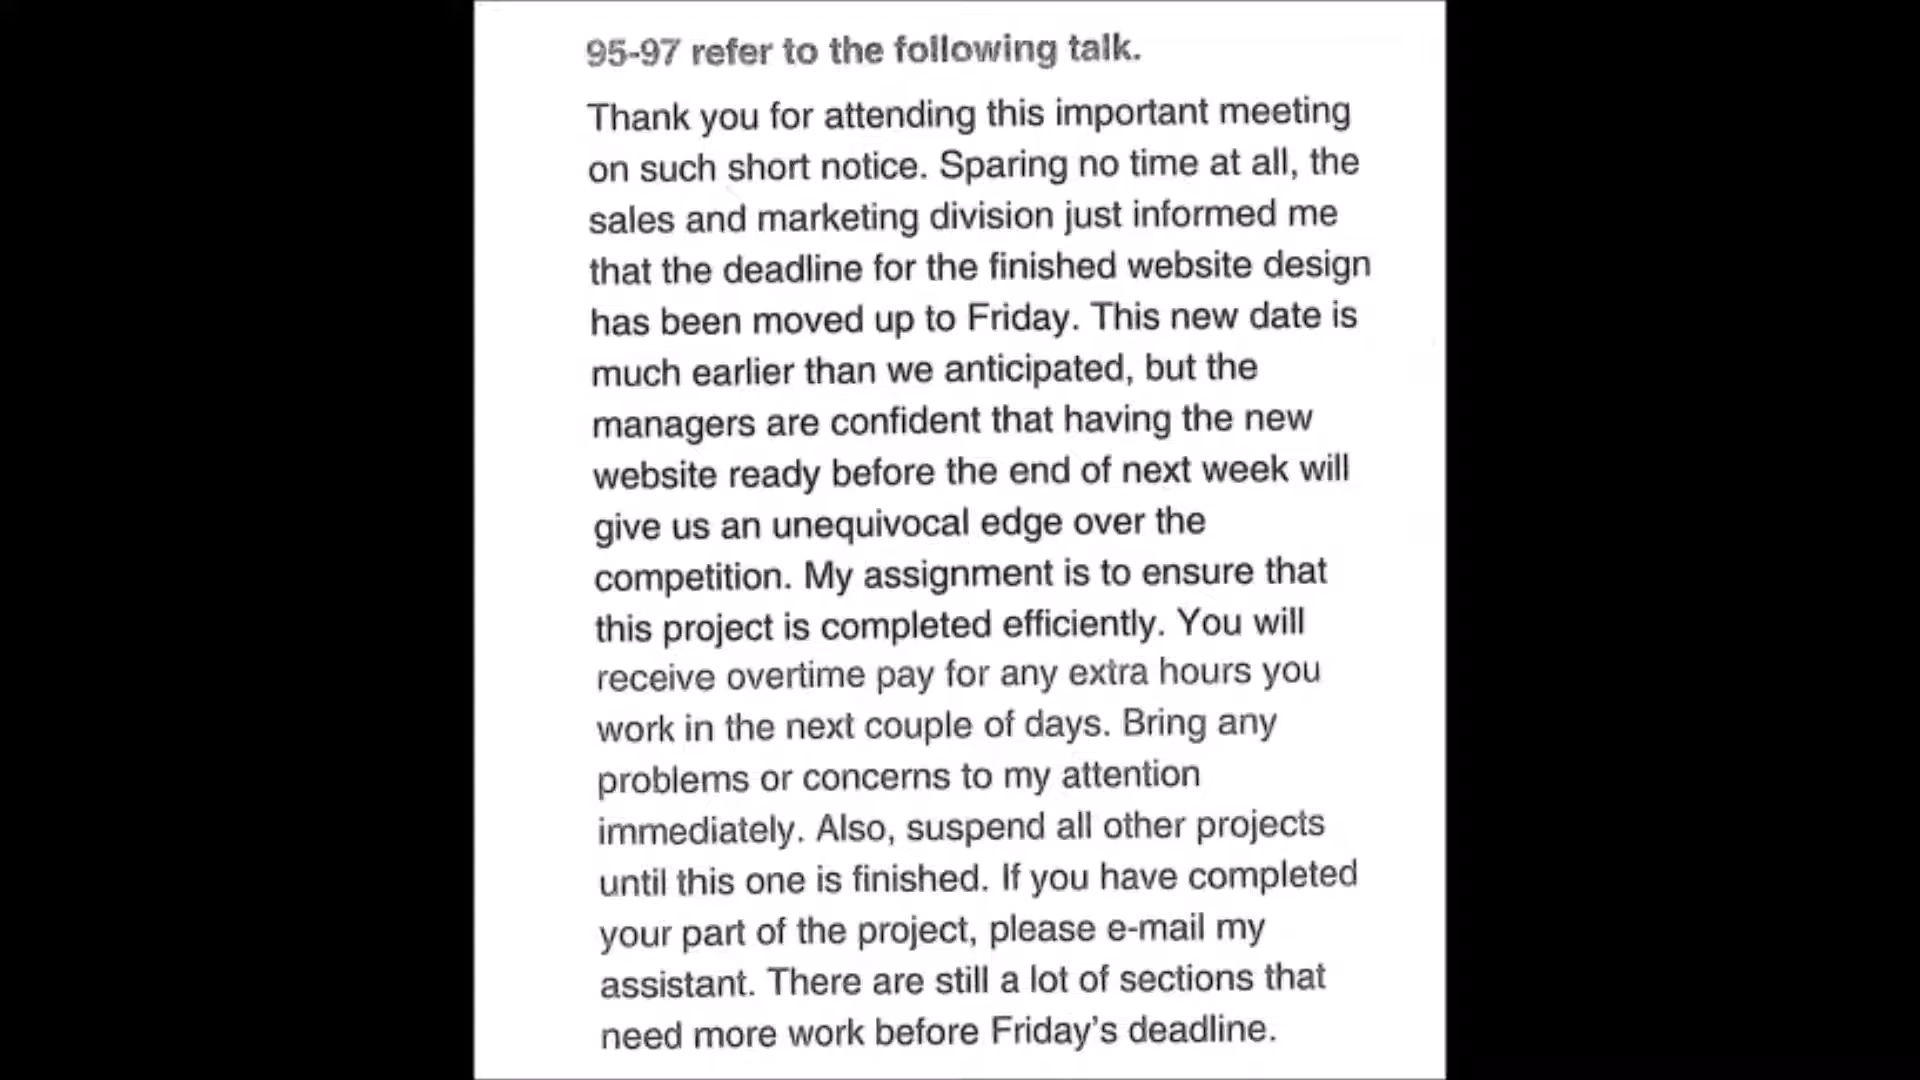 95-97 refer to the following talk.
Thank you for attending this important meeting
on such short notice. Sparing no time at all, the
sales and marketing division just informed me
that the deadline for the finished website design
has been moved up to Friday. This new date is
much earlier than we anticipated, but the
managers are confident that having the new
website ready before the end of next week will
give us an unequivocal edge over the
competition. My assignment is to ensure that
this project is completed efficiently. You will
receive overtime pay for any extra hours you
work in the next couple of days. Bring any
problems or concerns to my attention
immediately. Also, suspend all other projects
until this one is finished. If you have completed
your part of the project, please e-mail my
assistant. There are still a lot of sections that
need more work before Friday's deadline.